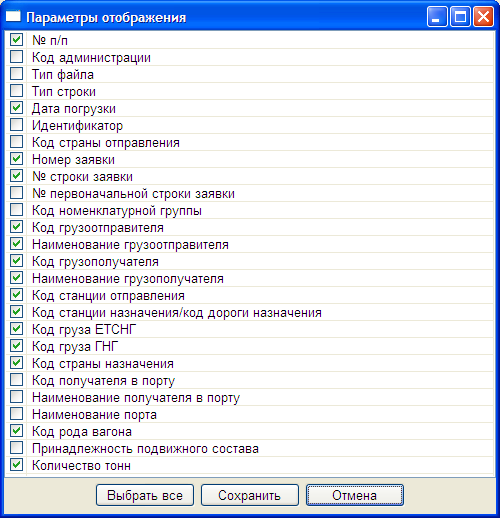 Параметры отображения
№ п/п
Код администрации
Тип файла
Тип строки
Дата погрузки
Идентификатор
Код страны отправления
Номер заявки
№ строки заявки
№ первоначальной строки заявки
Код номенклатурной группы
Код грузоотправителя
Наименование грузоотправителя
Код грузополучателя
Наименование грузополучателя
Код станции отправления
Код станции назначения/код дороги назначения
Код груза ЕТСНГ
Код груза ГНГ
Код страны назначения
Код получателя в порту
Наименование получателя в порту
Наименование порта
Код рода вагона
Принадлежность подвижного состава
Количество тонн
Выбрать все Сохранить Отмена